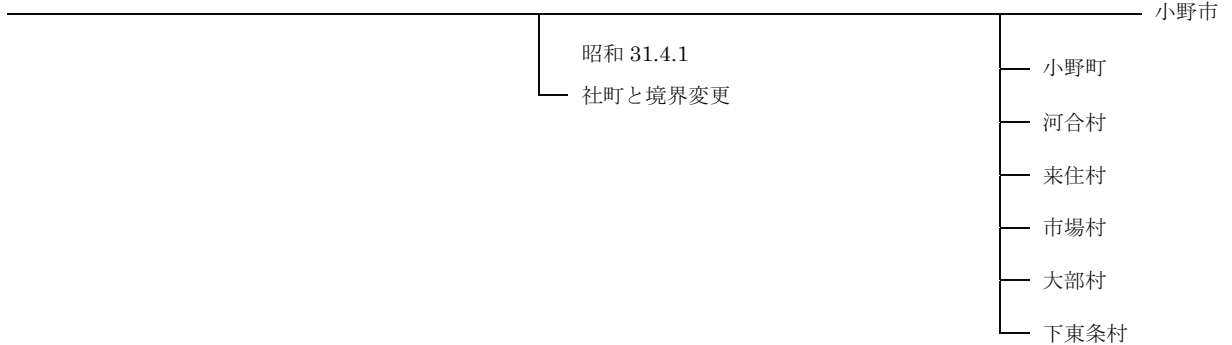 小野市
昭和 31.4.1
社町と境界変更
小野町
河合村
来住村
市場村
大部村
下東条村